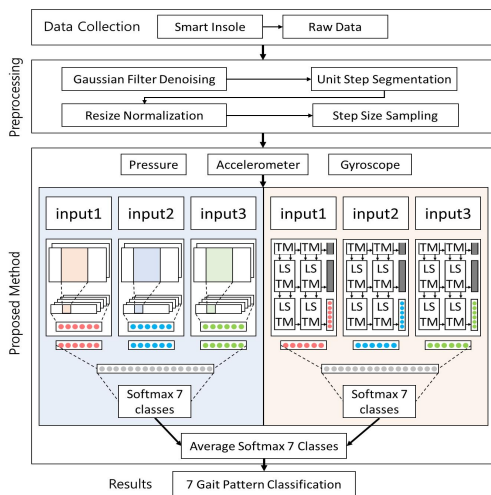 Data Collection
Smart Insole
Raw Data
Preprocessing
Gaussian Filter Denoising
Unit Step Segmentation
Resize Normalization
Step Size Sampling
Proposed Method
Pressure
Accelerometer
Gyroscope
input1
input2
input3
input1
input2
input3
TM TM
LS LS
TM TM
LS LS
TM TM
TM TM
LS LS
TM TM
LS LS
TM TM
TM TM
LS LS
TM TM
LS LS
TM TM
Softmax 7
classes
Softmax 7
classes
Average Softmax 7 Classes
Results
7 Gait Pattern Classification